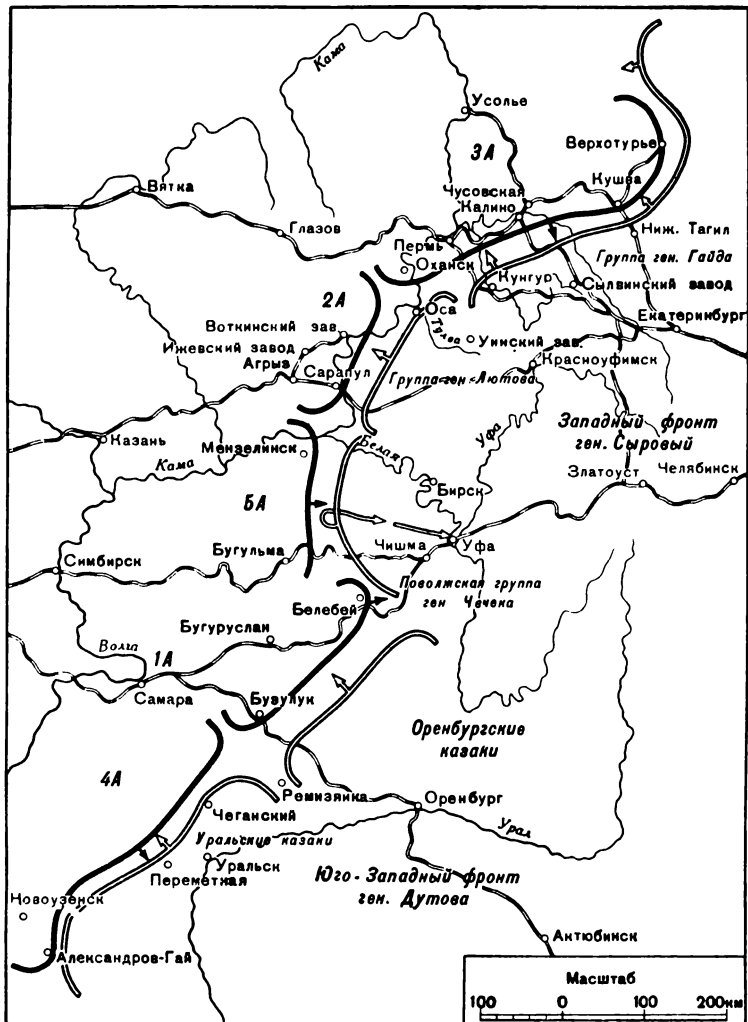 Кама
Усолье
3А
Верхотурье
Вятка
Кушва
Чусовская
Калино
Глазов
Пермь
Ниж. Тагил
Оханск
Группа ген. Гайда
Кунгур
Сылвинский завод
2А
Оса
Екатеринбург
Тулва
Воткинский зав.
Уинский зав.
Ижевский завод
Красноуфимск
Агрыз
Сарапул
Группа ген. Лютова
Западный фронт
ген. Сыровый
Казань
Мензелинск
Белая
Уфа
Кама
Бирск
Златоуст
Челябинск
5А
Симбирск
Бугульма
Чишма
Уфа
Поволжская группа
ген Чечека
Белебей
Бугуруслан
Волга
1А
Самара
Бузулук
Оренбургские
казаки
4А
Ремизянка
Оренбург
Чеганский
Урал
Уральские казаки
Уральск
Переметная
Юго-Западный фронт
ген. Дутова
Новоузенск
Актюбинск
Александров-Гай
Масштаб
100 0 100 200км